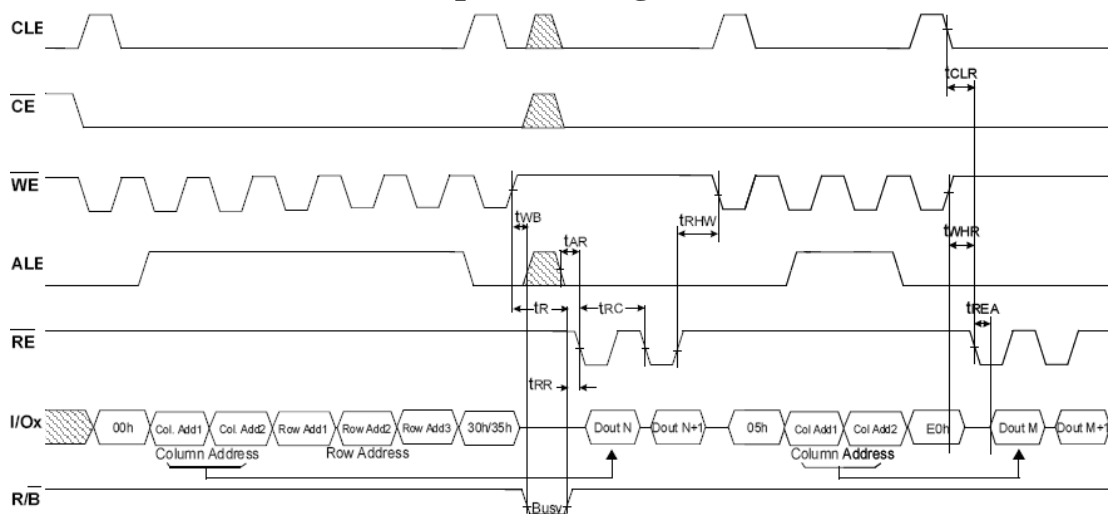 CLE
tCLR
CE
WE
tWB
tAR
tRHW
tWHR
ALE
tR
tRC
tREA
RE
tRR
I/Ox
00h Col. Add1 Col. Add2 Row Add1 Row Add2 Row Add3 30h/35h Dout N Dout N+1 05h Col Add1 Col Add2 E0h Dout M Dout M+1
Column Address Row Address Column Address
R/B
Busy